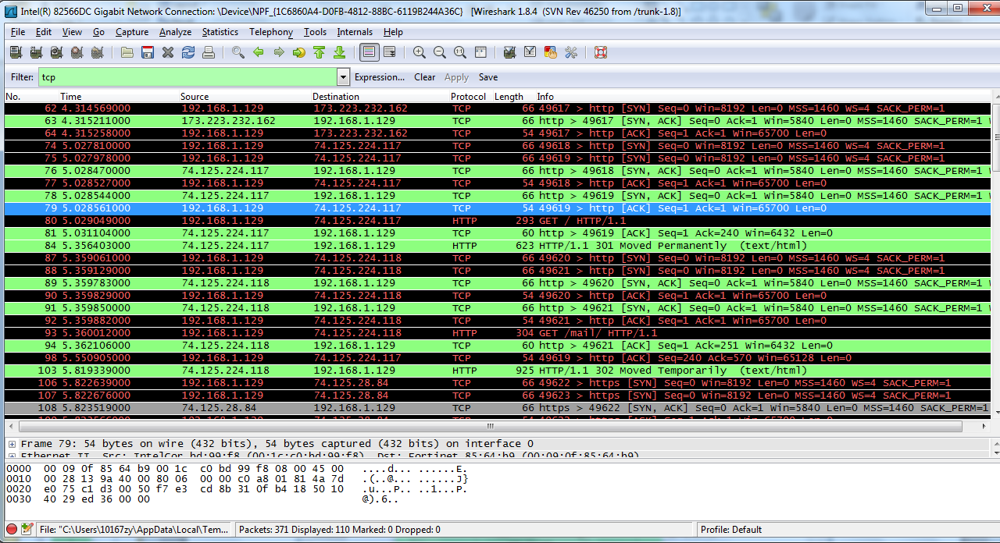 Intel(R) 82566DC Gigabit Network Connection: \Device\NPF_{1C6860A4-D0FB-4812-88BC-6119B244A36C} [Wireshark 1.8.4 (SVN Rev 46250 from /trunk-1.8)]
File Edit View Go Capture Analyze Statistics Telephony Tools Internals Help
Filter: tcp Expression... Clear Apply Save
No. Time Source Destination Protocol Length Info
62 4.314569000 192.168.1.129 173.223.232.162 TCP 66 49617 > http [SYN] Seq=0 Win=8192 Len=0 MSS=1460 WS=4 SACK_PERM=1
63 4.315211000 173.223.232.162 192.168.1.129 TCP 66 http > 49617 [SYN, ACK] Seq=0 Ack=1 Win=5840 Len=0 MSS=1460 SACK_PERM=1 W
64 4.315258000 192.168.1.129 173.223.232.162 TCP 54 49617 > http [ACK] Seq=1 Ack=1 Win=65700 Len=0
74 5.027810000 192.168.1.129 74.125.224.117 TCP 66 49618 > http [SYN] Seq=0 Win=8192 Len=0 MSS=1460 WS=4 SACK_PERM=1
75 5.027978000 192.168.1.129 74.125.224.117 TCP 66 49619 > http [SYN] Seq=0 Win=8192 Len=0 MSS=1460 WS=4 SACK_PERM=1
76 5.028470000 74.125.224.117 192.168.1.129 TCP 66 http > 49618 [SYN, ACK] Seq=0 Ack=1 Win=5840 Len=0 MSS=1460 SACK_PERM=1 W
77 5.028527000 192.168.1.129 74.125.224.117 TCP 54 49618 > http [ACK] Seq=1 Ack=1 Win=65700 Len=0
78 5.028544000 74.125.224.117 192.168.1.129 TCP 66 http > 49619 [SYN, ACK] Seq=0 Ack=1 Win=5840 Len=0 MSS=1460 SACK_PERM=1 W
79 5.028561000 192.168.1.129 74.125.224.117 TCP 54 49619 > http [ACK] Seq=1 Ack=1 Win=65700 Len=0
80 5.029049000 192.168.1.129 74.125.224.117 HTTP 293 GET / HTTP/1.1
81 5.031104000 74.125.224.117 192.168.1.129 TCP 60 http > 49619 [ACK] Seq=1 Ack=240 Win=6432 Len=0
84 5.356403000 74.125.224.117 192.168.1.129 HTTP 623 HTTP/1.1 301 Moved Permanently (text/html)
87 5.359061000 192.168.1.129 74.125.224.118 TCP 66 49620 > http [SYN] Seq=0 Win=8192 Len=0 MSS=1460 WS=4 SACK_PERM=1
88 5.359129000 192.168.1.129 74.125.224.118 TCP 66 49621 > http [SYN] Seq=0 Win=8192 Len=0 MSS=1460 WS=4 SACK_PERM=1
89 5.359783000 74.125.224.118 192.168.1.129 TCP 66 http > 49620 [SYN, ACK] Seq=0 Ack=1 Win=5840 Len=0 MSS=1460 SACK_PERM=1 W
90 5.359829000 192.168.1.129 74.125.224.118 TCP 54 49620 > http [ACK] Seq=1 Ack=1 Win=65700 Len=0
91 5.359850000 74.125.224.118 192.168.1.129 TCP 66 http > 49621 [SYN, ACK] Seq=0 Ack=1 Win=5840 Len=0 MSS=1460 SACK_PERM=1 W
92 5.359882000 192.168.1.129 74.125.224.118 TCP 54 49621 > http [ACK] Seq=1 Ack=1 Win=65700 Len=0
93 5.360012000 192.168.1.129 74.125.224.118 HTTP 304 GET /mail/ HTTP/1.1
94 5.362106000 74.125.224.118 192.168.1.129 TCP 60 http > 49621 [ACK] Seq=1 Ack=251 Win=6432 Len=0
98 5.550905000 192.168.1.129 74.125.224.117 TCP 54 49619 > http [ACK] Seq=240 Ack=570 Win=65128 Len=0
103 5.819339000 74.125.224.118 192.168.1.129 HTTP 925 HTTP/1.1 302 Moved Temporarily (text/html)
106 5.822639000 192.168.1.129 74.125.28.84 TCP 66 49622 > https [SYN] Seq=0 Win=8192 Len=0 MSS=1460 WS=4 SACK_PERM=1
107 5.822676000 192.168.1.129 74.125.28.84 TCP 66 49623 > https [SYN] Seq=0 Win=8192 Len=0 MSS=1460 WS=4 SACK_PERM=1
108 5.823519000 74.125.28.84 192.168.1.129 TCP 66 https > 49622 [SYN, ACK] Seq=0 Ack=1 Win=5840 Len=0 MSS=1460 SACK_PERM=1
Frame 79: 54 bytes on wire (432 bits), 54 bytes captured (432 bits) on interface 0
Ethernet II, Src: IntelCor_bd:99:f8 (00:1c:c0:bd:99:f8), Dst: Fortinet_85:64:b9 (00:09:0f:85:64:b9)
0000 00 09 0f 85 64 b9 00 1c c0 bd 99 f8 08 00 45 00 ....d... ......E.
0010 00 28 13 9a 40 00 80 06 00 00 c0 a8 01 81 4a 7d .(..@... ......J}
0020 e0 75 c1 d3 00 50 f7 e3 cd 8b 31 0f b4 18 50 10 .u...P.. ..1...P.
0030 40 29 ed 36 00 00 @).6..
File: "C:\Users\10167zy\AppData\Local\Tem... Packets: 371 Displayed: 110 Marked: 0 Dropped: 0 Profile: Default